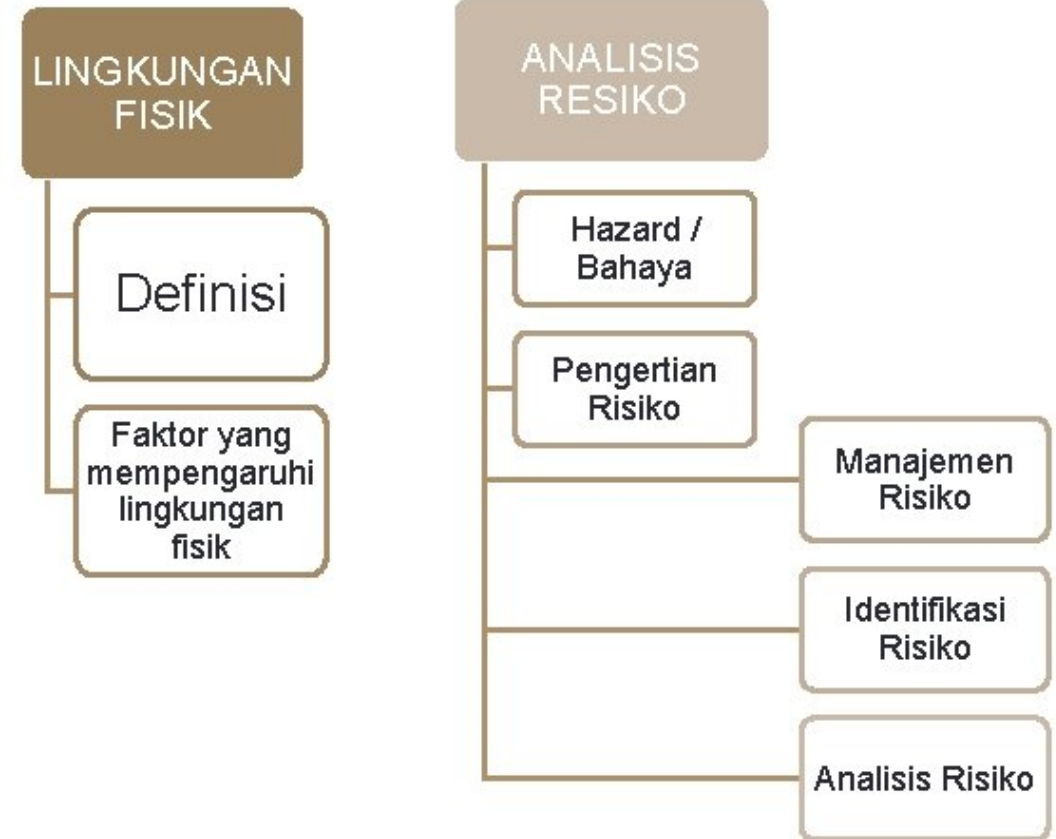 LINGKUNGAN
FISIK
Definisi
Faktor yang
mempengaruhi
lingkungan
fisik
ANALISIS
RESIKO
Hazard /
Bahaya
Pengertian
Risiko
Manajemen
Risiko
Identifikasi
Risiko
Analisis Risiko